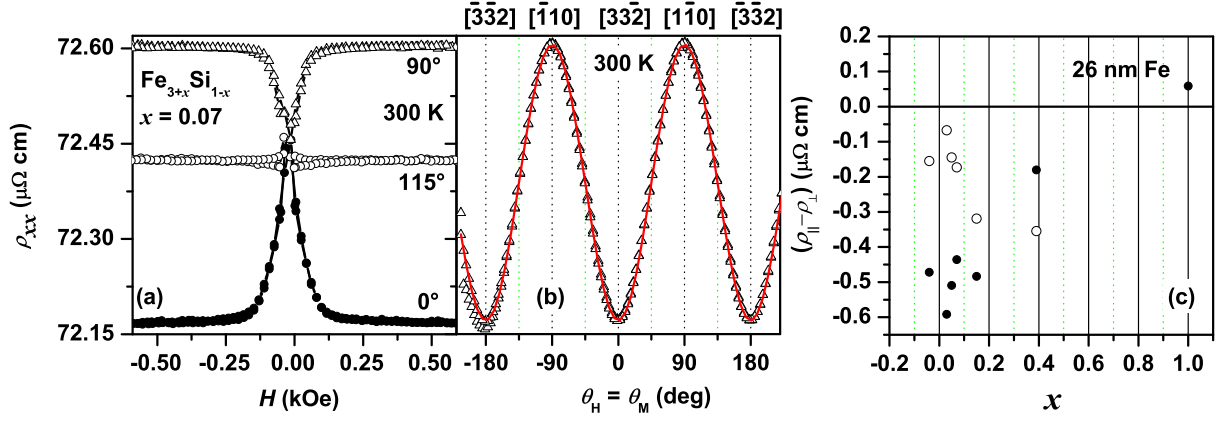 [3̄3̄2] [1̄10] [332̄] [11̄0] [3̄3̄2]
72.60
72.45
72.30
72.15
ρxx (μΩ cm)
Fe3+xSi1-x
x = 0.07
90°
300 K
115°
0°
(a)
-0.50 -0.25 0.00 0.25 0.50
H (kOe)
300 K
(b)
-180 -90 0 90 180
θH = θM (deg)
0.2
0.1
0.0
-0.1
-0.2
-0.3
-0.4
-0.5
-0.6
(ρ||–ρ⊥) (μΩ cm)
26 nm Fe
(c)
-0.2 0.0 0.2 0.4 0.6 0.8 1.0
x